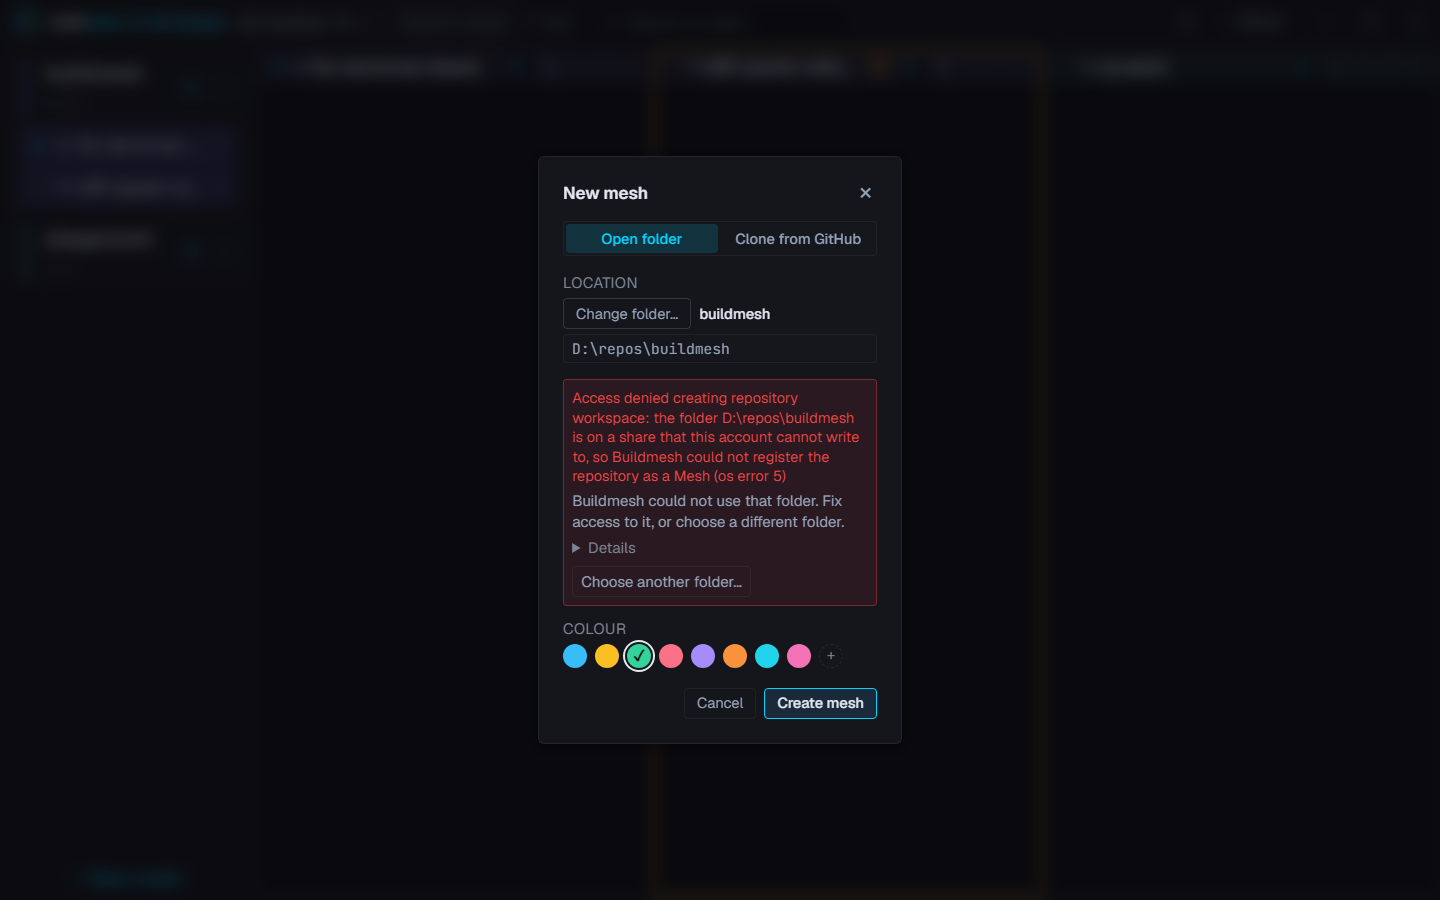 New mesh
✕
Open folder
Clone from GitHub
LOCATION
Change folder…
buildmesh
D:\repos\buildmesh
Access denied creating repository
workspace: the folder D:\repos\buildmesh
is on a share that this account cannot write
to, so Buildmesh could not register the
repository as a Mesh (os error 5)
Buildmesh could not use that folder. Fix
access to it, or choose a different folder.
▶ Details
Choose another folder…
COLOUR
✓
+
Cancel
Create mesh